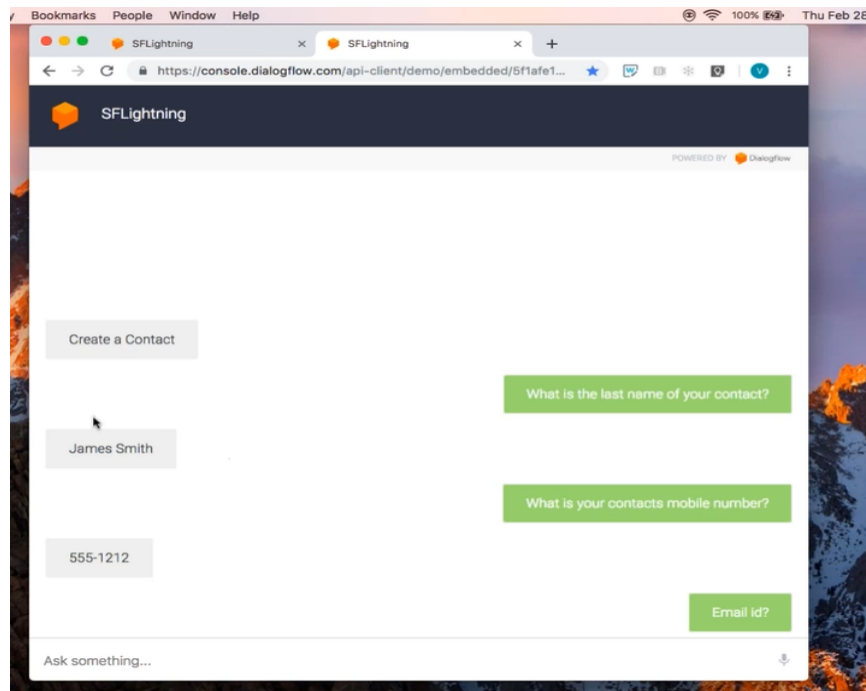 Bookmarks People Window Help 100% Thu Feb 28
SFLightning
SFLightning
https://console.dialogflow.com/api-client/demo/embedded/5f1afe1... V
SFLightning
POWERED BY Dialogflow
Create a Contact
What is the last name of your contact?
James Smith
What is your contacts mobile number?
555-1212
Email id?
Ask something...